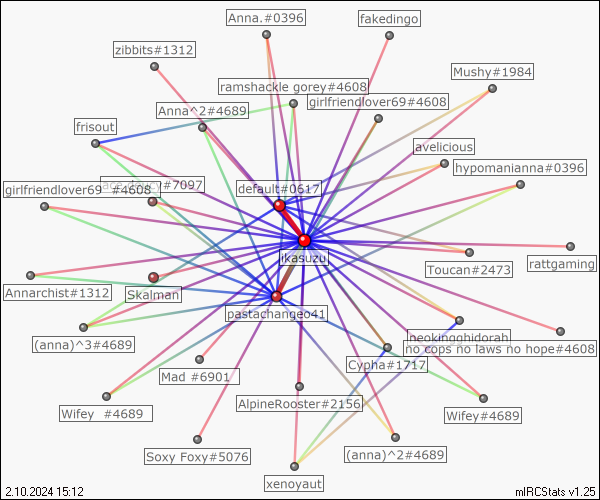 Anna.#0396
fakedingo
zibbits#1312
Mushy#1984
ramshackle gorey#4608
girlfriendlover69#4608
Anna^2#4689
frisout
avelicious
hypomanianna#0396
#7097
default#0617
girlfriendlover69 #4608
ikasuzu
rattgaming
Toucan#2473
Annarchist#1312
Skalman
pastachangeo41
(anna)^3#4689
neckingghidorah
no cops no laws no hope#4608
Cypha#1717
Mad #6901
AlpineRooster#2156
Wifey #4689
Wifey#4689
Soxy Foxy#5076
(anna)^2#4689
xenoyaut
2.10.2024 15:12
mIRCStats v1.25